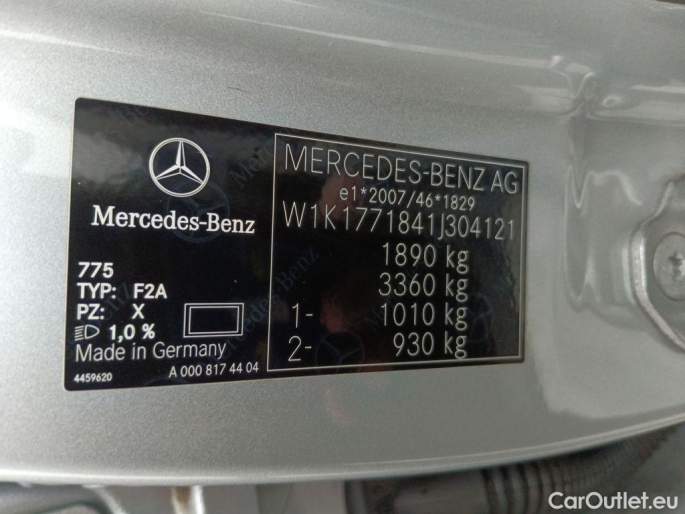 Mercedes-Benz
775
TYP: F2A
PZ: X
1,0 %
Made in Germany
4459620
A 000 817 44 04
MERCEDES-BENZ AG
e1*2007/46*1829
W1K1771841J304121
1890 kg
3360 kg
1- 1010 kg
2- 930 kg
CarOutlet.eu